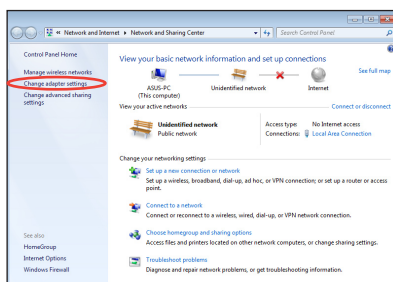 « Network and Internet ▸ Network and Sharing Center
Search Control Panel
Control Panel Home
Manage wireless networks
Change adapter settings
Change advanced sharing
settings
See also
HomeGroup
Internet Options
Windows Firewall
View your basic network information and set up connections
See full map
ASUS-PC
(This computer)
Unidentified network
Internet
View your active networks
Connect or disconnect
Unidentified network
Public network
Access type: No Internet access
Connections: Local Area Connection
Change your networking settings
Set up a new connection or network
Set up a wireless, broadband, dial-up, ad hoc, or VPN connection; or set up a router or access
point.
Connect to a network
Connect or reconnect to a wireless, wired, dial-up, or VPN network connection.
Choose homegroup and sharing options
Access files and printers located on other network computers, or change sharing settings.
Troubleshoot problems
Diagnose and repair network problems, or get troubleshooting information.